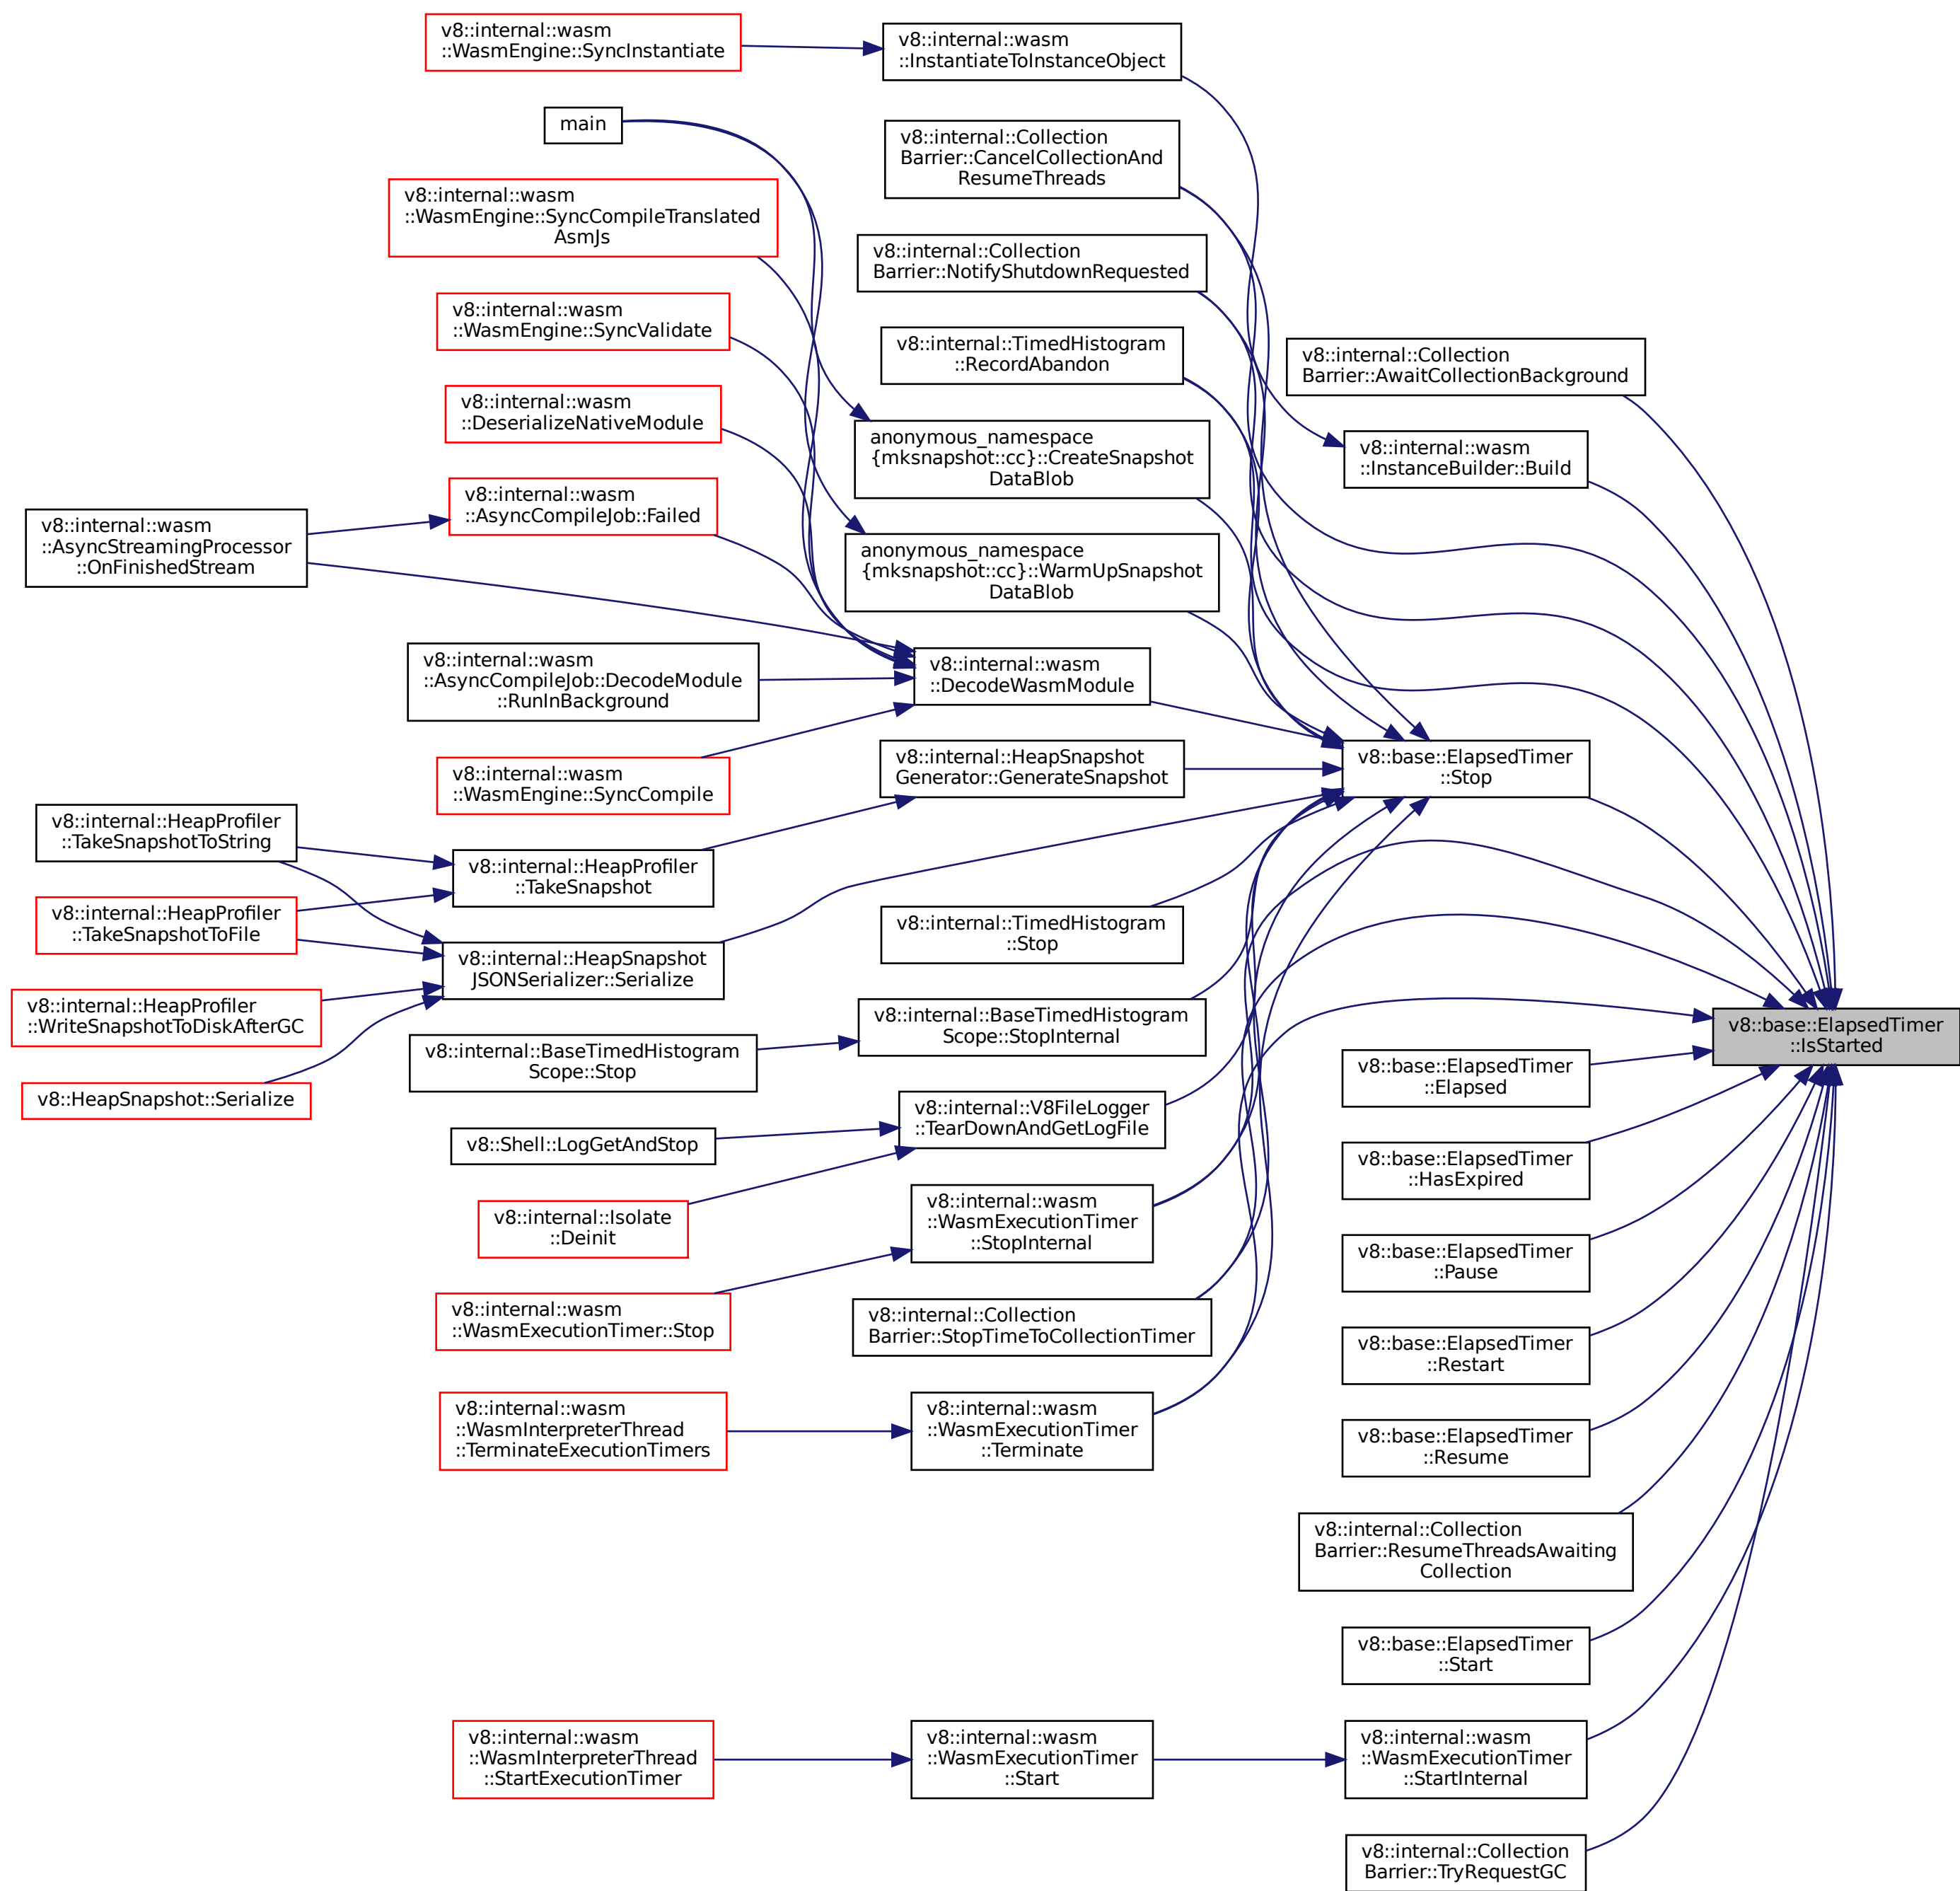 v8::internal::wasm
::WasmEngine::SyncInstantiate
v8::internal::wasm
::InstantiateToInstanceObject
main
v8::internal::Collection
Barrier::CancelCollectionAnd
ResumeThreads
v8::internal::wasm
::WasmEngine::SyncCompileTranslated
AsmJs
v8::internal::Collection
Barrier::NotifyShutdownRequested
v8::internal::wasm
::WasmEngine::SyncValidate
v8::internal::TimedHistogram
::RecordAbandon
v8::internal::Collection
Barrier::AwaitCollectionBackground
v8::internal::wasm
::DeserializeNativeModule
anonymous_namespace
{mksnapshot::cc}::CreateSnapshot
DataBlob
v8::internal::wasm
::InstanceBuilder::Build
v8::internal::wasm
::AsyncCompileJob::Failed
v8::internal::wasm
::AsyncStreamingProcessor
::OnFinishedStream
anonymous_namespace
{mksnapshot::cc}::WarmUpSnapshot
DataBlob
v8::internal::wasm
::AsyncCompileJob::DecodeModule
::RunInBackground
v8::internal::wasm
::DecodeWasmModule
v8::internal::wasm
::WasmEngine::SyncCompile
v8::internal::HeapSnapshot
Generator::GenerateSnapshot
v8::base::ElapsedTimer
::Stop
v8::internal::HeapProfiler
::TakeSnapshotToString
v8::internal::HeapProfiler
::TakeSnapshot
v8::internal::HeapProfiler
::TakeSnapshotToFile
v8::internal::TimedHistogram
::Stop
v8::internal::HeapSnapshot
JSONSerializer::Serialize
v8::internal::HeapProfiler
::WriteSnapshotToDiskAfterGC
v8::internal::BaseTimedHistogram
Scope::StopInternal
v8::base::ElapsedTimer
::IsStarted
v8::internal::BaseTimedHistogram
Scope::Stop
v8::base::ElapsedTimer
::Elapsed
v8::HeapSnapshot::Serialize
v8::internal::V8FileLogger
::TearDownAndGetLogFile
v8::Shell::LogGetAndStop
v8::base::ElapsedTimer
::HasExpired
v8::internal::Isolate
::Deinit
v8::internal::wasm
::WasmExecutionTimer
::StopInternal
v8::base::ElapsedTimer
::Pause
v8::internal::wasm
::WasmExecutionTimer::Stop
v8::internal::Collection
Barrier::StopTimeToCollectionTimer
v8::base::ElapsedTimer
::Restart
v8::internal::wasm
::WasmInterpreterThread
::TerminateExecutionTimers
v8::internal::wasm
::WasmExecutionTimer
::Terminate
v8::base::ElapsedTimer
::Resume
v8::internal::Collection
Barrier::ResumeThreadsAwaiting
Collection
v8::base::ElapsedTimer
::Start
v8::internal::wasm
::WasmInterpreterThread
::StartExecutionTimer
v8::internal::wasm
::WasmExecutionTimer
::Start
v8::internal::wasm
::WasmExecutionTimer
::StartInternal
v8::internal::Collection
Barrier::TryRequestGC